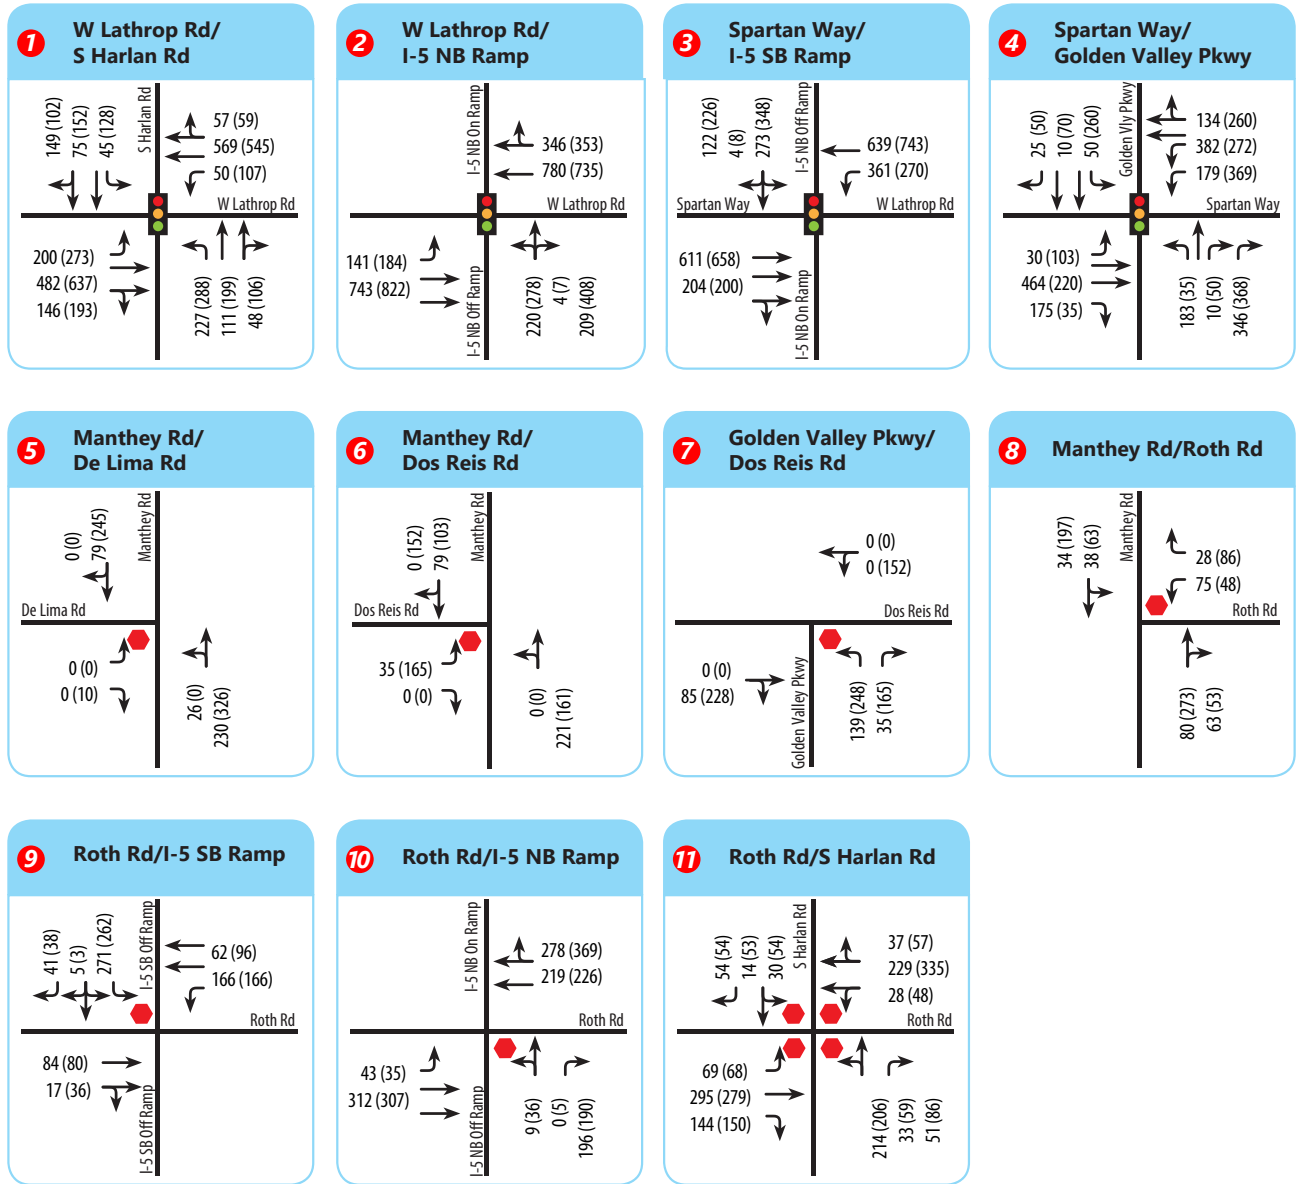 1
W Lathrop Rd/
S Harlan Rd
149 (102)
75 (152)
45 (128)
S Harlan Rd
57 (59)
569 (545)
50 (107)
W Lathrop Rd
200 (273)
482 (637)
146 (193)
227 (288)
111 (199)
48 (106)
2
W Lathrop Rd/
I-5 NB Ramp
I-5 NB On Ramp
346 (353)
780 (735)
W Lathrop Rd
141 (184)
743 (822)
I-5 NB Off Ramp
220 (278)
4 (7)
209 (408)
3
Spartan Way/
I-5 SB Ramp
122 (226)
4 (8)
273 (348)
I-5 NB Off Ramp
639 (743)
361 (270)
Spartan Way
W Lathrop Rd
611 (658)
204 (200)
I-5 NB On Ramp
4
Spartan Way/
Golden Valley Pkwy
25 (50)
10 (70)
50 (260)
Golden Vly Pkwy
134 (260)
382 (272)
179 (369)
Spartan Way
30 (103)
464 (220)
175 (35)
183 (35)
10 (50)
346 (368)
5
Manthey Rd/
De Lima Rd
0 (0)
79 (245)
Manthey Rd
De Lima Rd
0 (0)
0 (10)
26 (0)
230 (326)
6
Manthey Rd/
Dos Reis Rd
0 (152)
79 (103)
Manthey Rd
Dos Reis Rd
35 (165)
0 (0)
0 (0)
221 (161)
7
Golden Valley Pkwy/
Dos Reis Rd
0 (0)
0 (152)
Dos Reis Rd
0 (0)
85 (228)
Golden Valley Pkwy
139 (248)
35 (165)
8
Manthey Rd/Roth Rd
34 (197)
38 (63)
Manthey Rd
28 (86)
75 (48)
Roth Rd
80 (273)
63 (53)
9
Roth Rd/I-5 SB Ramp
41 (38)
5 (3)
271 (262)
I-5 SB Off Ramp
62 (96)
166 (166)
Roth Rd
84 (80)
17 (36)
I-5 SB Off Ramp
10
Roth Rd/I-5 NB Ramp
I-5 NB On Ramp
278 (369)
219 (226)
Roth Rd
43 (35)
312 (307)
I-5 NB Off Ramp
9 (36)
0 (5)
196 (190)
11
Roth Rd/S Harlan Rd
54 (54)
14 (53)
30 (54)
S Harlan Rd
37 (57)
229 (335)
28 (48)
Roth Rd
69 (68)
295 (279)
144 (150)
214 (206)
33 (59)
51 (86)